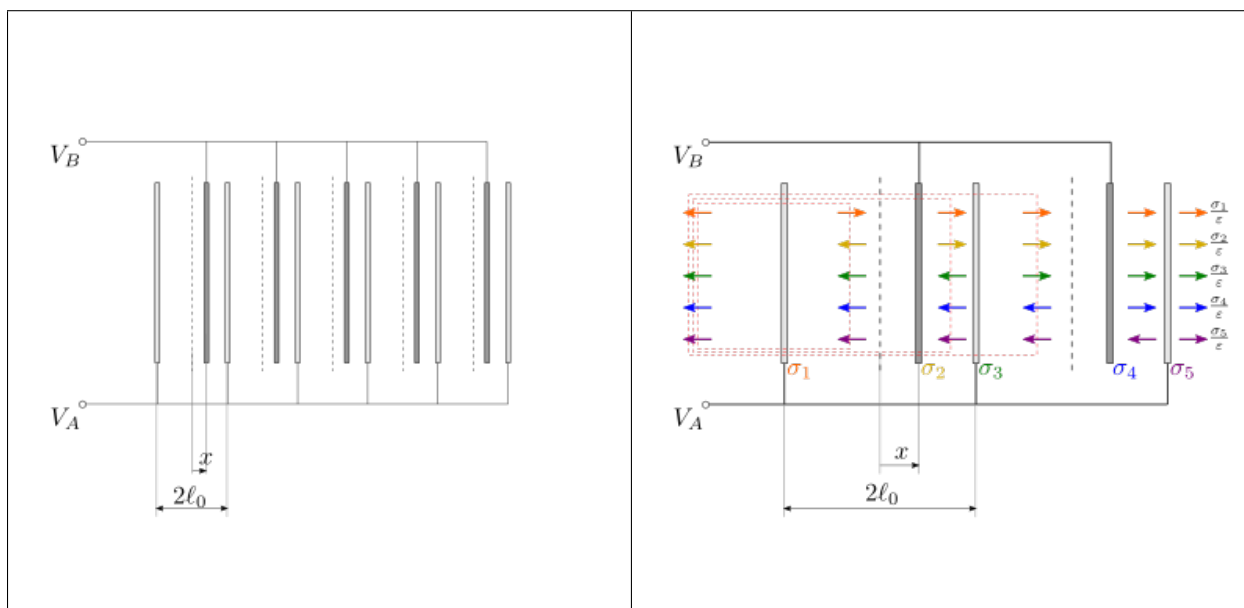 V_B
V_A
x
2ℓ_0
V_B
σ_1/ε
σ_2/ε
σ_3/ε
σ_4/ε
σ_5/ε
σ_1 σ_2 σ_3 σ_4 σ_5
V_A
x
2ℓ_0